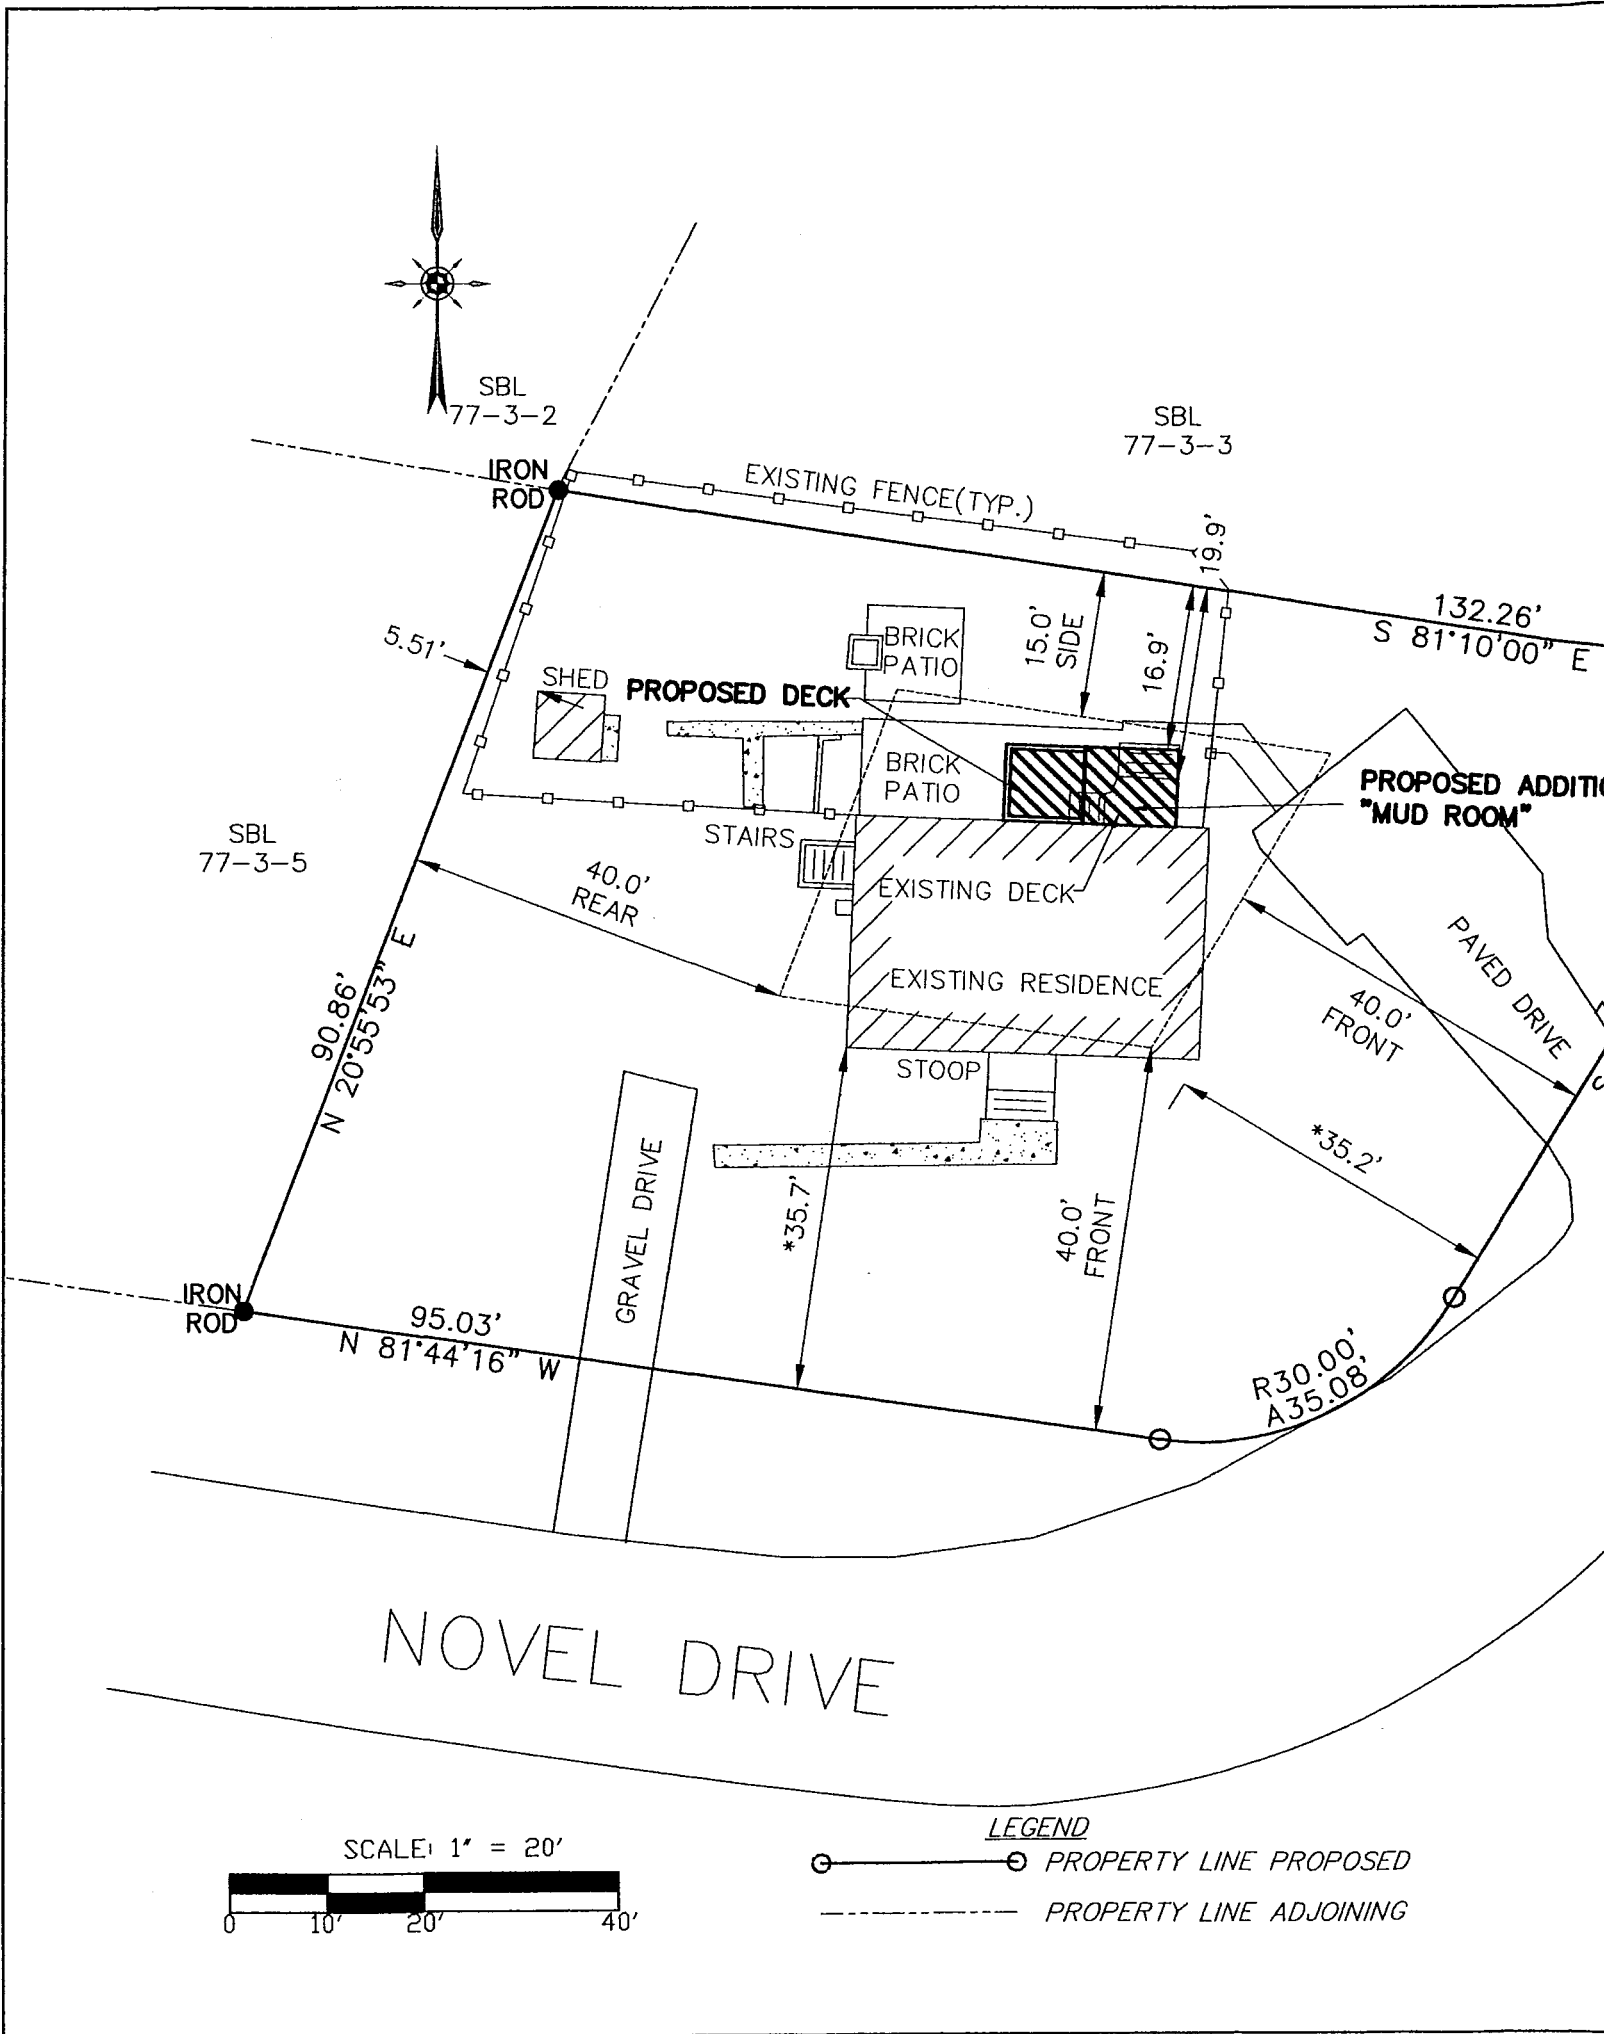 SBL
77-3-2
SBL
77-3-3
IRON
ROD
EXISTING FENCE(TYP.)
19.9'
132.26'
S 81°10'00" E
15.0'
SIDE
16.9'
BRICK
PATIO
5.51'
SHED
PROPOSED DECK
BRICK
PATIO
PROPOSED ADDITIO
"MUD ROOM"
SBL
77-3-5
STAIRS
40.0'
REAR
EXISTING DECK
EXISTING RESIDENCE
PAVED DRIVE
40.0'
FRONT
90.86'
N 20°55'53" E
STOOP
S
*35.2'
GRAVEL DRIVE
*35.7'
40.0'
FRONT
IRON
ROD
95.03'
N 81°44'16" W
R30.00'
A35.08'
NOVEL DRIVE
SCALE: 1" = 20'
0 10' 20' 40'
LEGEND
PROPERTY LINE PROPOSED
PROPERTY LINE ADJOINING